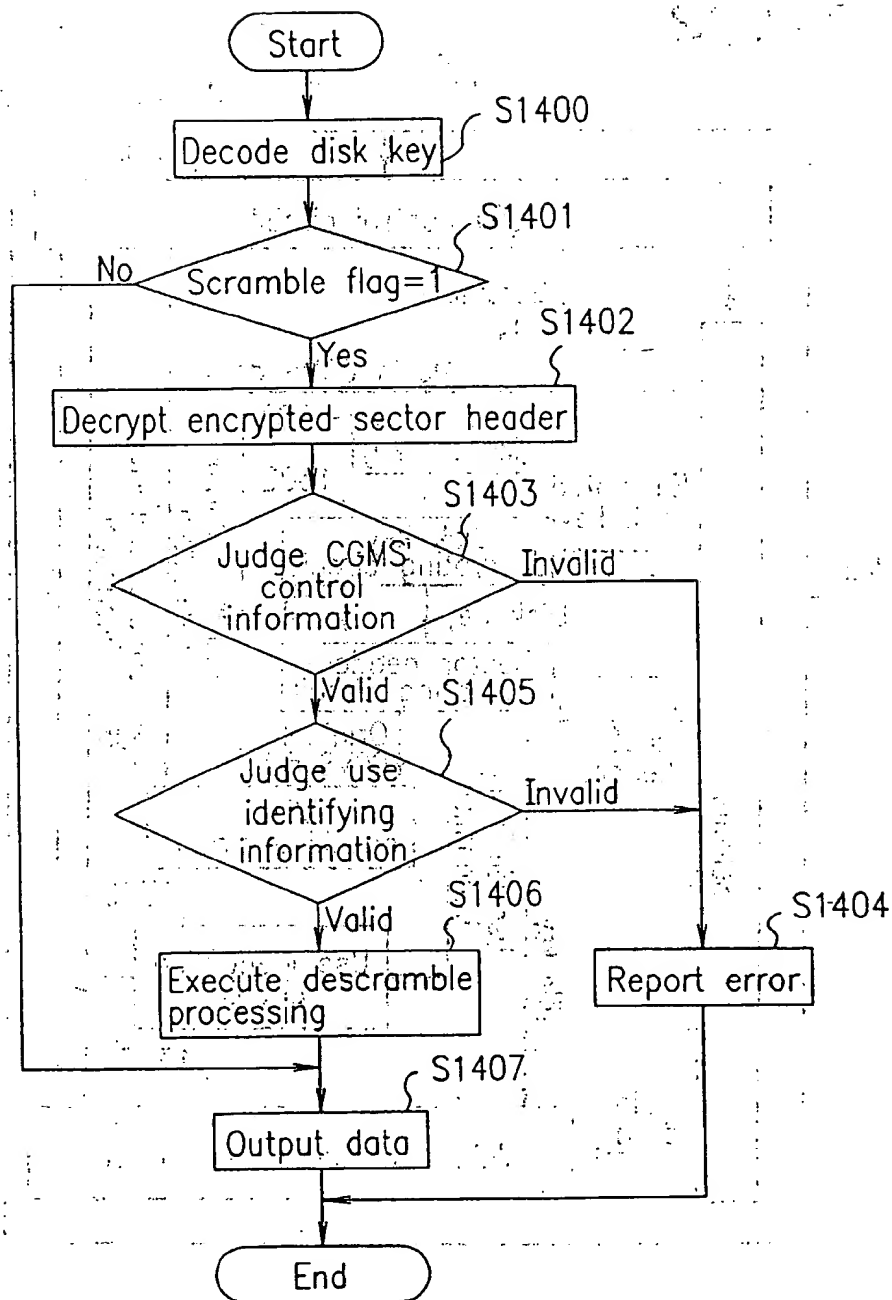 Start
S1400
Decode disk key
S1401
No
Scramble flag=1
S1402
Yes
Decrypt encrypted sector header
S1403
Judge CGMS
control
information
Invalid
Valid
S1405
Judge use
identifying
information
Invalid
S1406
Valid
S1404
Execute descramble
processing
Report error
S1407
Output data
End